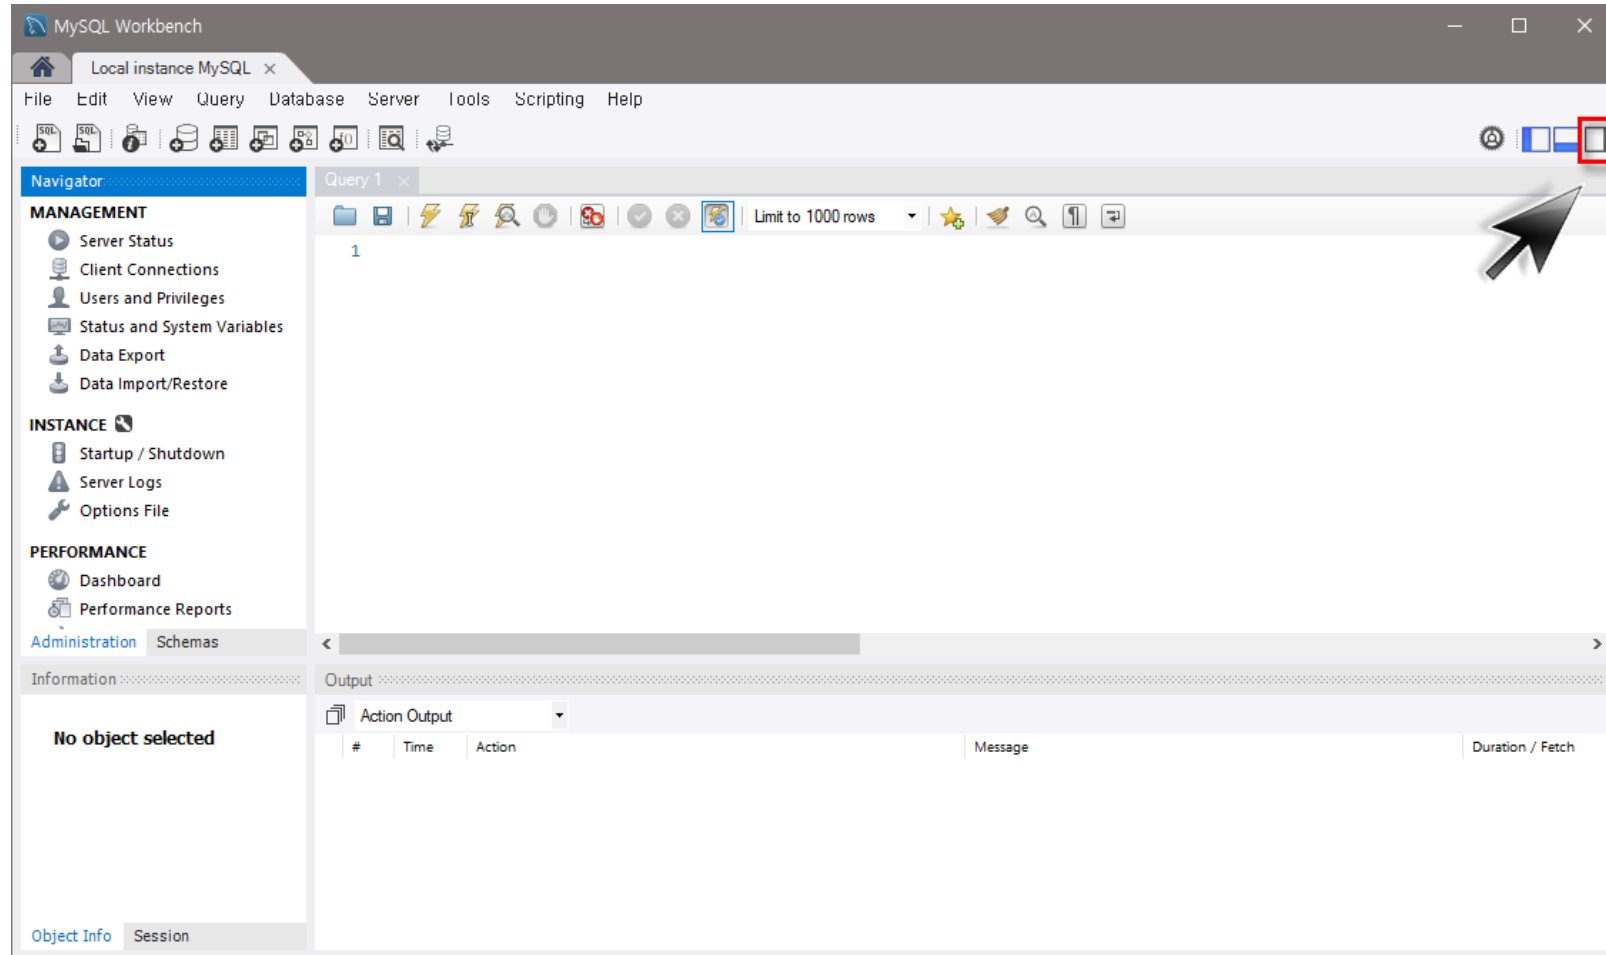 MySQL Workbench
Local instance MySQL
File Edit View Query Database Server Tools Scripting Help
SQL SQL f()
Navigator
Query 1
MANAGEMENT
Limit to 1000 rows
Server Status
1
Client Connections
Users and Privileges
Status and System Variables
Data Export
Data Import/Restore
INSTANCE
Startup / Shutdown
Server Logs
Options File
PERFORMANCE
Dashboard
Performance Reports
Administration Schemas
Information
Output
Action Output
No object selected
# Time Action Message Duration / Fetch
Object Info Session